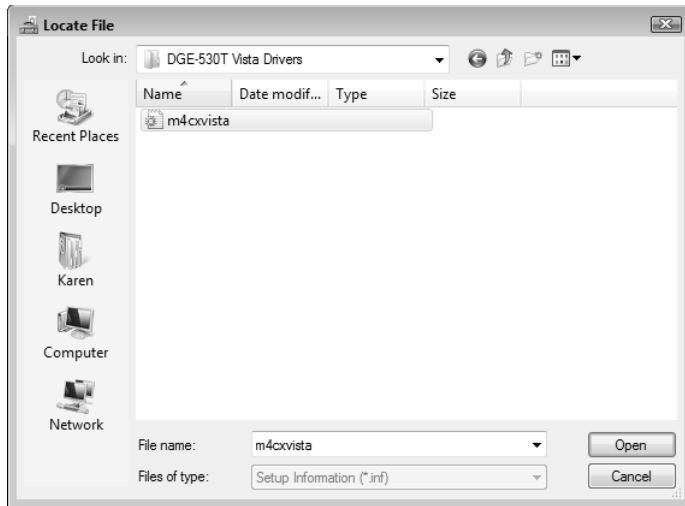 Locate File
Look in: DGE-530T Vista Drivers
Name Date modif... Type Size
m4cxvista
Recent Places
Desktop
Karen
Computer
Network
File name: m4cxvista Open
Files of type: Setup Information (*.inf) Cancel